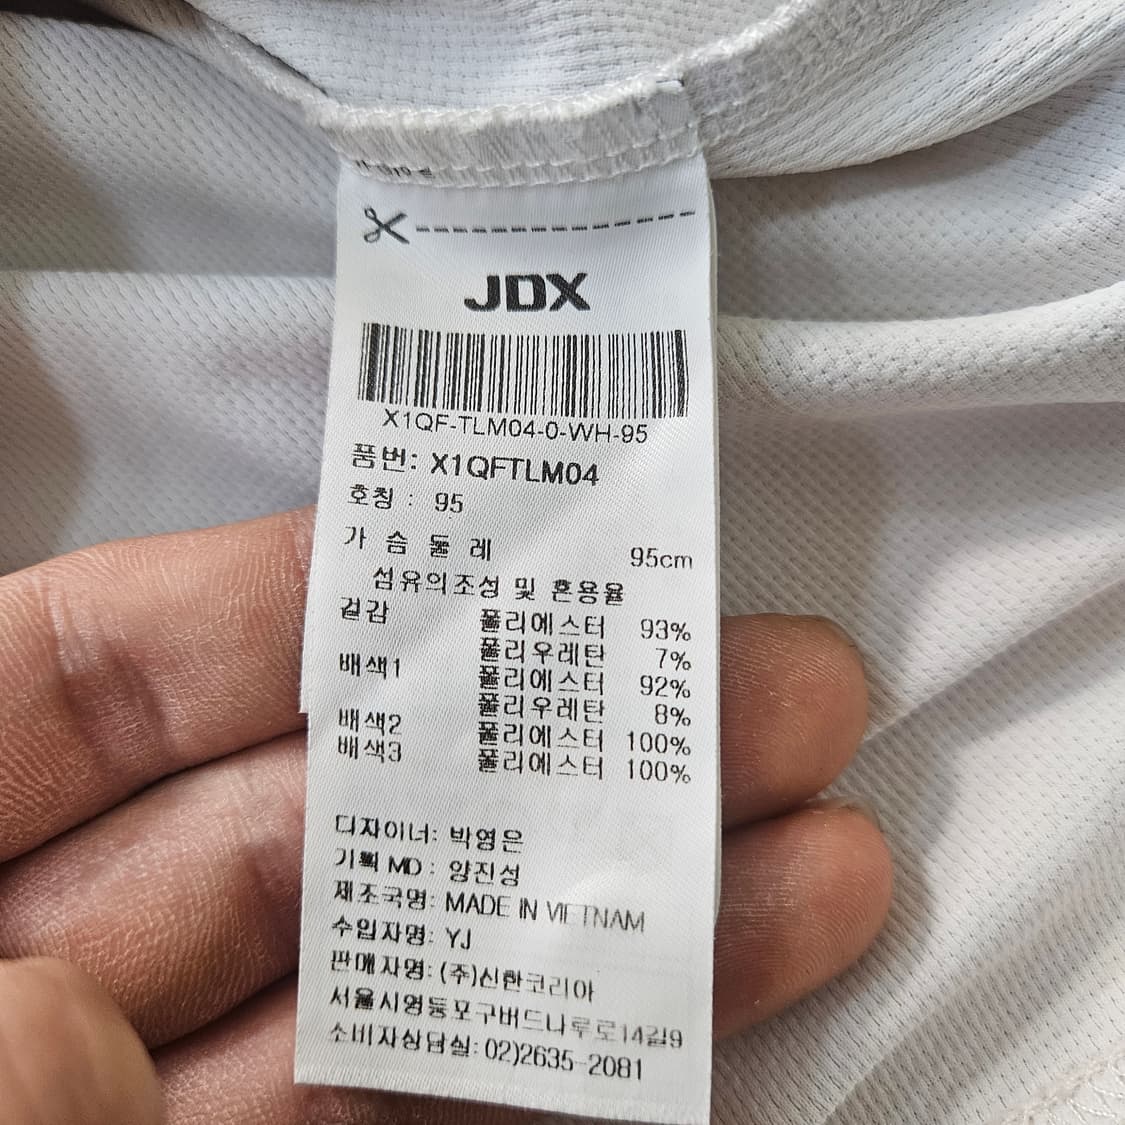 JDX
X1QF-TLM04-0-WH-95
품번: X1QFTLM04
호칭 : 95
가 슴 둘 레 95cm
섬유의조성 및 혼용율
겉감 폴리에스터 93%
폴리우레탄 7%
배색1 폴리에스터 92%
폴리우레탄 8%
배색2 폴리에스터 100%
배색3 폴리에스터 100%
디자이너: 박영은
기획 MD : 양진성
제조국명: MADE IN VIETNAM
수입자명: YJ
판매자명: (주)신한코리아
서울시영등포구버드나루로14길9
소비자상담실: 02)2635-2081